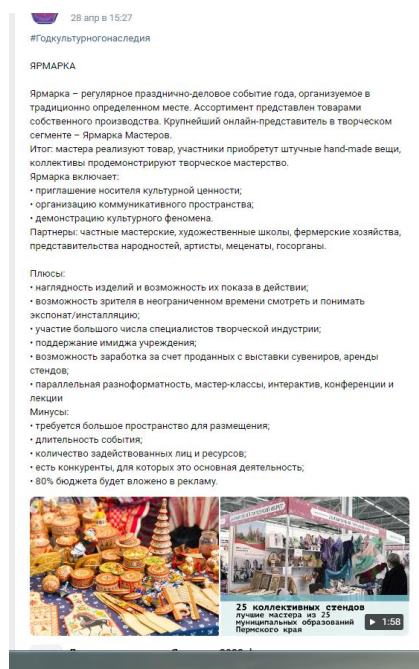 28 апр в 15:27
#Годкультурногонаследия
ЯРМАРКА
Ярмарка – регулярное празднично-деловое событие года, организуемое в
традиционно определенном месте. Ассортимент представлен товарами
собственного производства. Крупнейший онлайн-представитель в творческом
сегменте – Ярмарка Мастеров.
Итог: мастера реализуют товар, участники приобретут штучные hand-made вещи,
коллективы продемонстрируют творческое мастерство.
Ярмарка включает:
• приглашение носителя культурной ценности;
• организацию коммуникативного пространства;
• демонстрацию культурного феномена.
Партнеры: частные мастерские, художественные школы, фермерские хозяйства,
представительства народностей, артисты, меценаты, госорганы.
Плюсы:
• наглядность изделий и возможность их показа в действии;
• возможность зрителя в неограниченном времени смотреть и понимать
экспонат/инсталляцию;
• участие большого числа специалистов творческой индустрии;
• поддержание имиджа учреждения;
• возможность заработка за счет проданных с выставки сувениров, аренды
стендов;
• параллельная разноформатность, мастер-классы, интерактив, конференции и
лекции
Минусы:
• требуется большое пространство для размещения;
• длительность события;
• количество задействованных лиц и ресурсов;
• есть конкуренты, для которых это основная деятельность;
• 80% бюджета будет вложено в рекламу.
25 коллективных стендов
лучшие мастера из 25
муниципальных образований
Пермского края
1:58